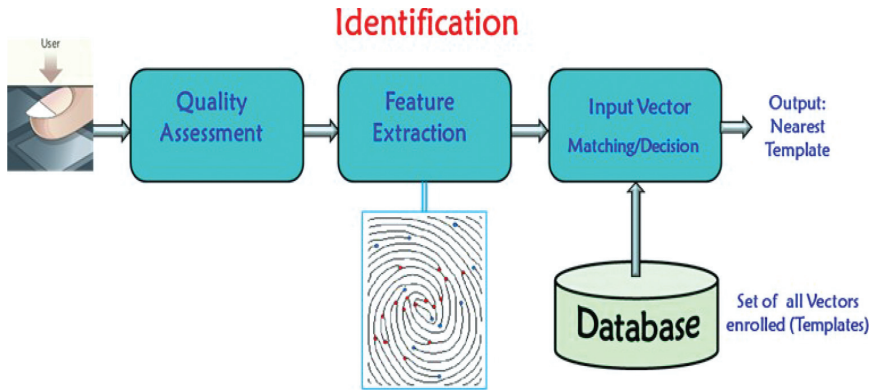 Identification
User
Quality
Assessment
Feature
Extraction
Input Vector
Matching/Decision
Output:
Nearest
Template
Database
Set of all Vectors
enrolled (Templates)